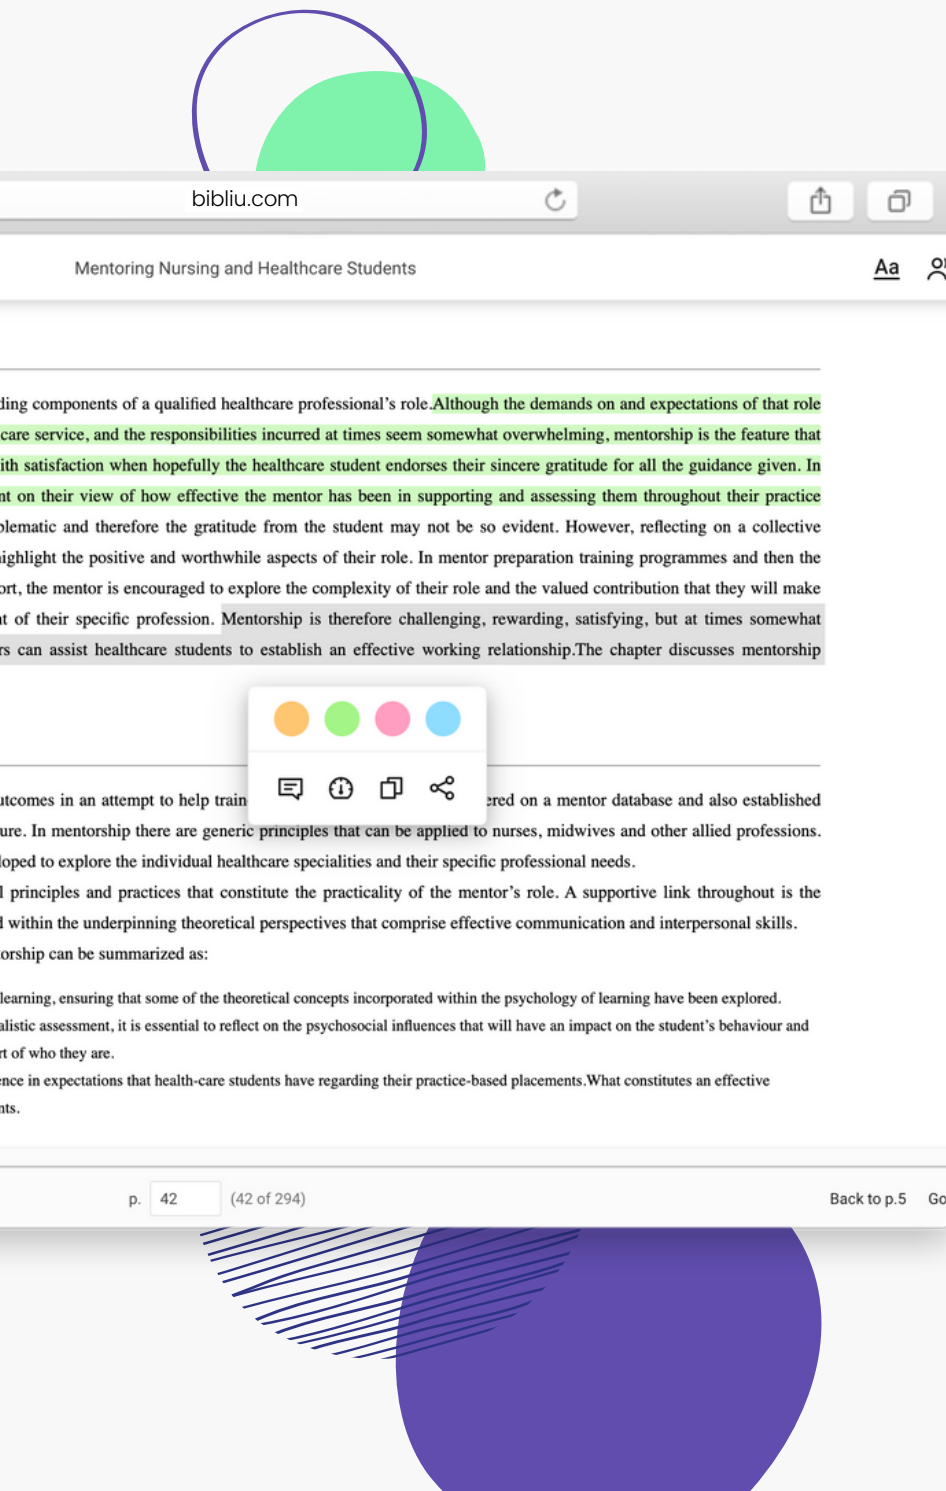 bibliu.com
Mentoring Nursing and Healthcare Students
Aa
ding components of a qualified healthcare professional's role.Although the demands on and expectations of that role
care service, and the responsibilities incurred at times seem somewhat overwhelming, mentorship is the feature that
ith satisfaction when hopefully the healthcare student endorses their sincere gratitude for all the guidance given. In
nt on their view of how effective the mentor has been in supporting and assessing them throughout their practice
blematic and therefore the gratitude from the student may not be so evident. However, reflecting on a collective
highlight the positive and worthwhile aspects of their role. In mentor preparation training programmes and then the
ort, the mentor is encouraged to explore the complexity of their role and the valued contribution that they will make
nt of their specific profession. Mentorship is therefore challenging, rewarding, satisfying, but at times somewhat
rs can assist healthcare students to establish an effective working relationship.The chapter discusses mentorship
utcomes in an attempt to help train ered on a mentor database and also established
ure. In mentorship there are generic principles that can be applied to nurses, midwives and other allied professions.
loped to explore the individual healthcare specialities and their specific professional needs.
l principles and practices that constitute the practicality of the mentor's role. A supportive link throughout is the
d within the underpinning theoretical perspectives that comprise effective communication and interpersonal skills.
orship can be summarized as:
learning, ensuring that some of the theoretical concepts incorporated within the psychology of learning have been explored.
alistic assessment, it is essential to reflect on the psychosocial influences that will have an impact on the student's behaviour and
rt of who they are.
ence in expectations that health-care students have regarding their practice-based placements.What constitutes an effective
nts.
p. 42 (42 of 294)
Back to p.5 Go